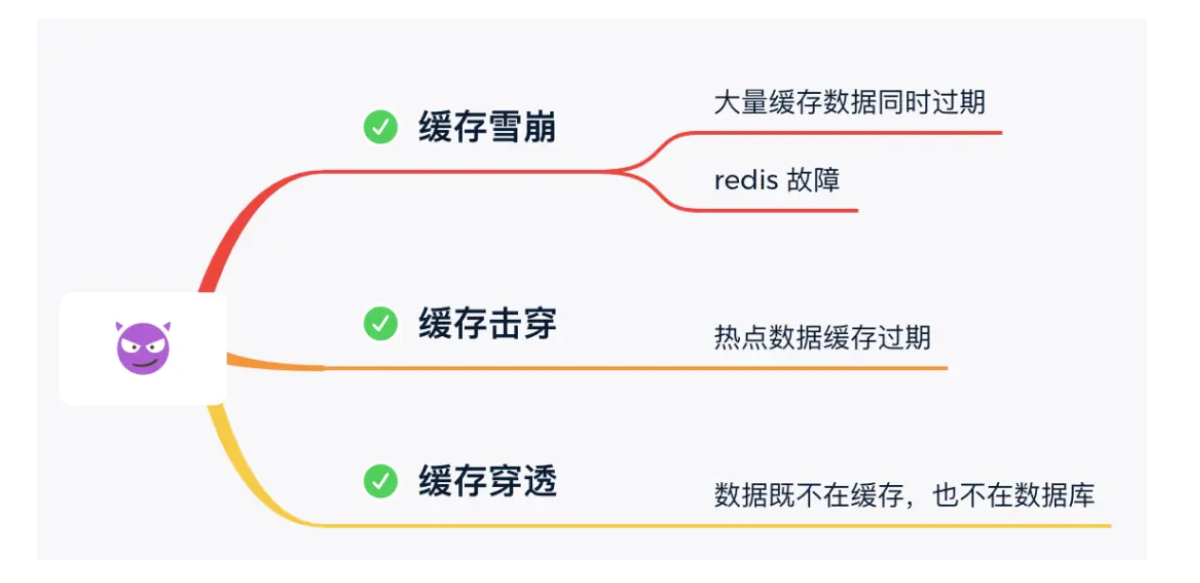 缓存雪崩
大量缓存数据同时过期
redis 故障
缓存击穿
热点数据缓存过期
缓存穿透
数据既不在缓存，也不在数据库